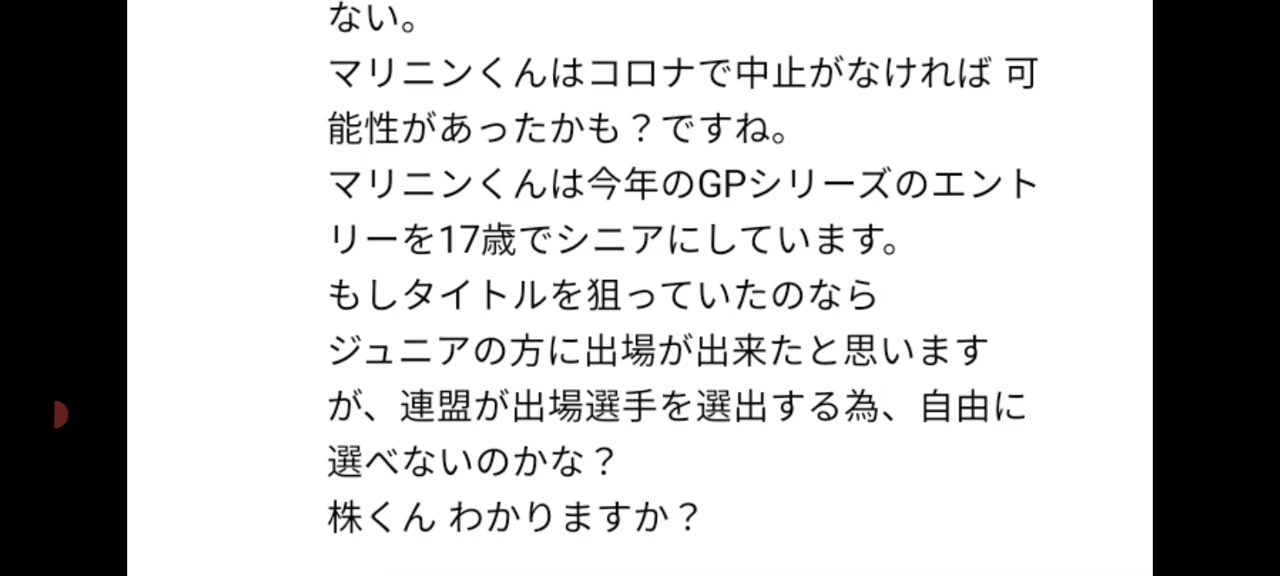 ない。
マリニンくんはコロナで中止がなければ 可
能性があったかも？ですね。
マリニンくんは今年のGPシリーズのエント
リーを17歳でシニアにしています。
もしタイトルを狙っていたのなら
ジュニアの方に出場が出来たと思います
が、連盟が出場選手を選出する為、自由に
選べないのかな？
株くん わかりますか？